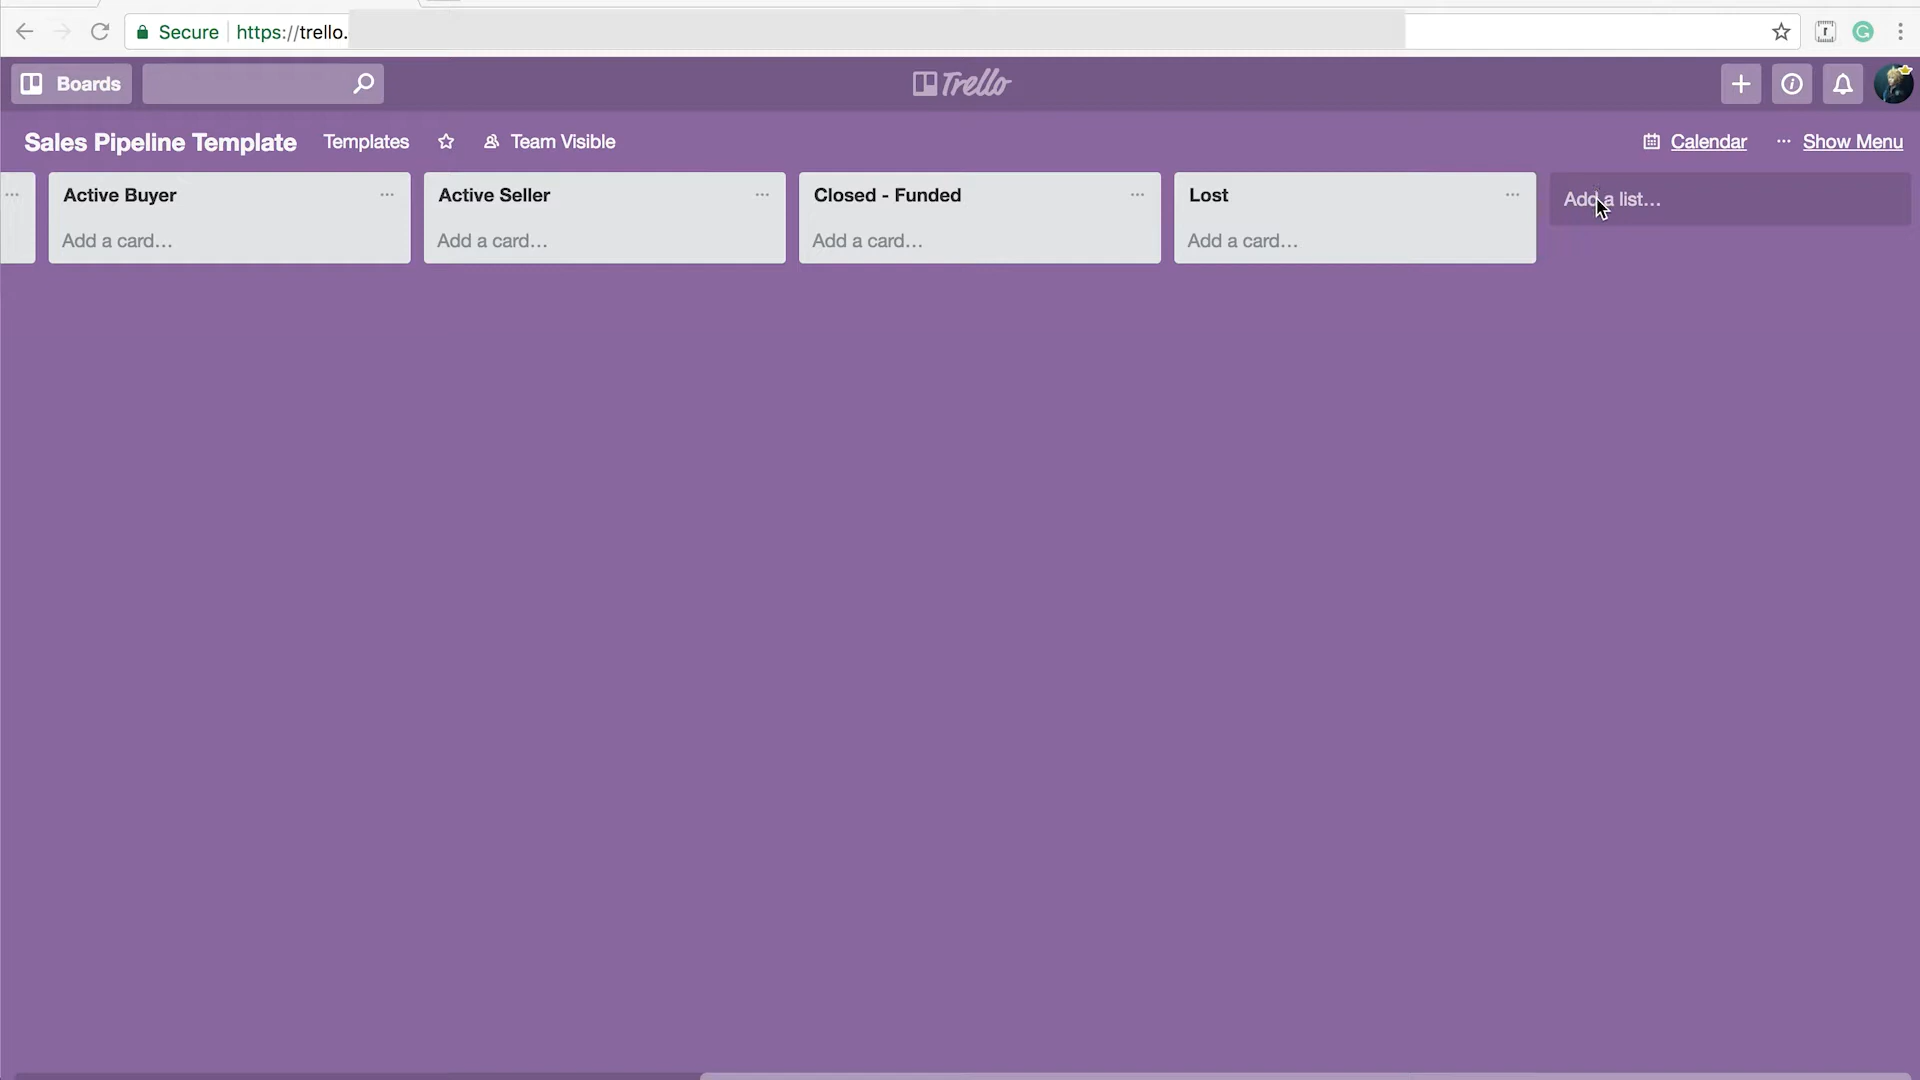 Secure https://trello.
Boards
Trello
Sales Pipeline Template Templates Team Visible Calendar ... Show Menu
... Active Buyer ... Active Seller ... Closed - Funded ... Lost ... Add a list...
Add a card... Add a card... Add a card... Add a card...